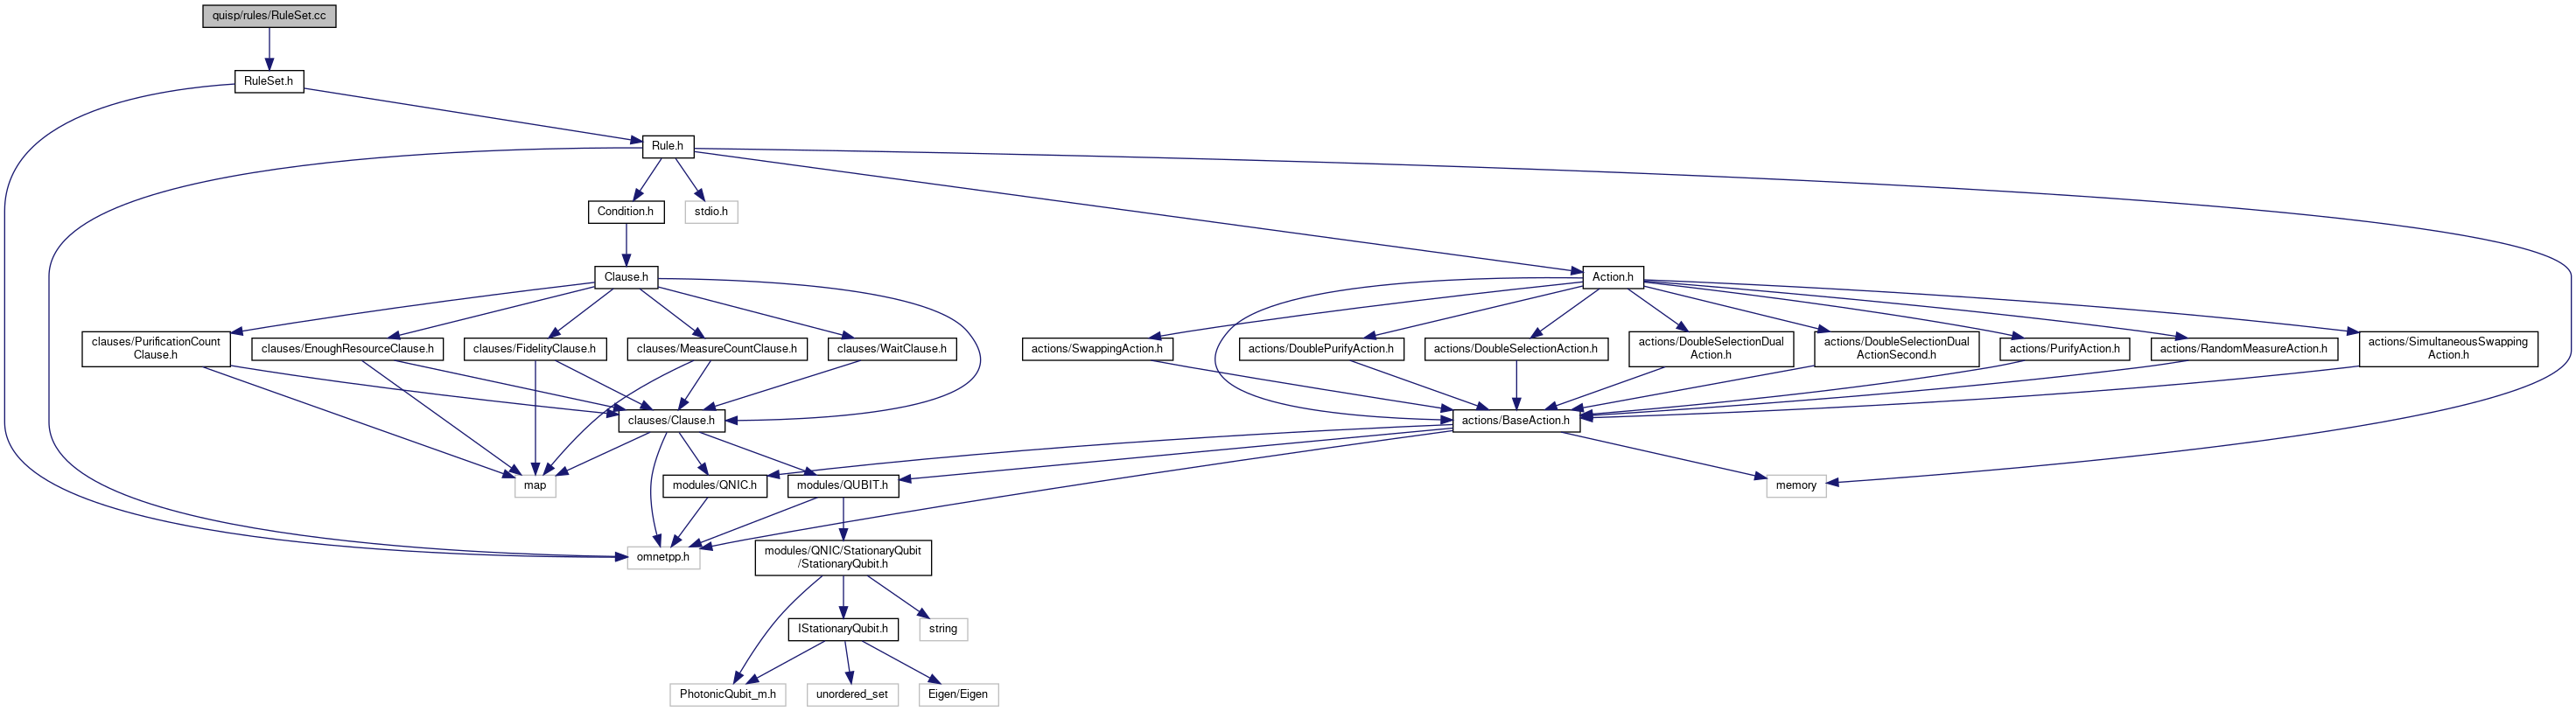 quisp/rules/RuleSet.cc
RuleSet.h
Rule.h
Condition.h
stdio.h
Clause.h
Action.h
clauses/PurificationCount
Clause.h
clauses/EnoughResourceClause.h
clauses/FidelityClause.h
clauses/MeasureCountClause.h
clauses/WaitClause.h
actions/SwappingAction.h
actions/DoublePurifyAction.h
actions/DoubleSelectionAction.h
actions/DoubleSelectionDual
Action.h
actions/DoubleSelectionDual
ActionSecond.h
actions/PurifyAction.h
actions/RandomMeasureAction.h
actions/SimultaneousSwapping
Action.h
clauses/Clause.h
actions/BaseAction.h
map
modules/QNIC.h
modules/QUBIT.h
memory
omnetpp.h
modules/QNIC/StationaryQubit
/StationaryQubit.h
IStationaryQubit.h
string
PhotonicQubit_m.h
unordered_set
Eigen/Eigen